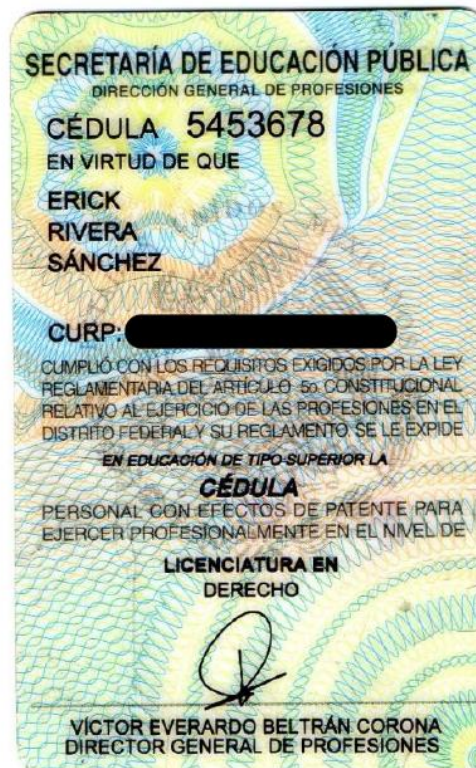 SECRETARÍA DE EDUCACIÓN PÚBLICA
DIRECCIÓN GENERAL DE PROFESIONES
CÉDULA 5453678
EN VIRTUD DE QUE
ERICK
RIVERA
SÁNCHEZ
CURP:
CUMPLIÓ CON LOS REQUISITOS EXIGIDOS POR LA LEY
REGLAMENTARIA DEL ARTÍCULO 5o. CONSTITUCIONAL
RELATIVO AL EJERCICIO DE LAS PROFESIONES EN EL
DISTRITO FEDERAL Y SU REGLAMENTO, SE LE EXPIDE
EN EDUCACIÓN DE TIPO SUPERIOR LA
CÉDULA
PERSONAL CON EFECTOS DE PATENTE PARA
EJERCER PROFESIONALMENTE EN EL NIVEL DE
LICENCIATURA EN
DERECHO
VÍCTOR EVERARDO BELTRÁN CORONA
DIRECTOR GENERAL DE PROFESIONES